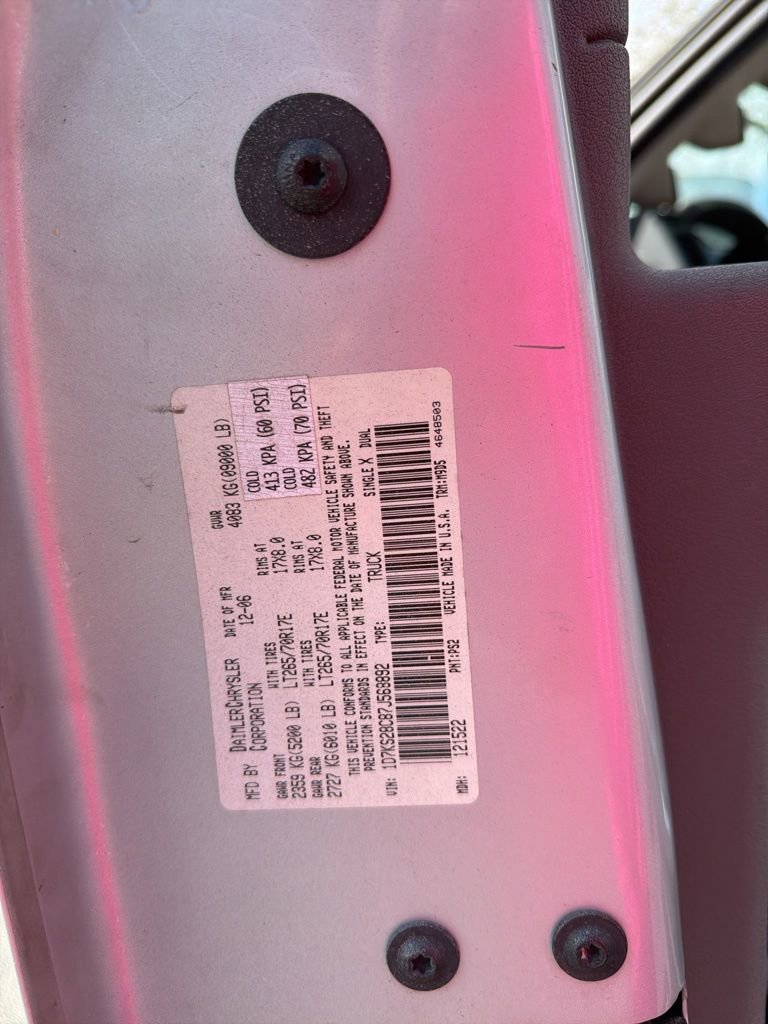 MFD BY DAIMLERCHRYSLER CORPORATION DATE OF MFR 12-06 GVWR 4083 KG(09000 LB)
GAWR FRONT WITH TIRES RIMS AT COLD
2359 KG(5200 LB) LT265/70R17E 17X8.0 413 KPA (60 PSI)
GAWR REAR WITH TIRES RIMS AT COLD
2727 KG(6010 LB) LT265/70R17E 17X8.0 482 KPA (70 PSI)
THIS VEHICLE CONFORMS TO ALL APPLICABLE FEDERAL MOTOR VEHICLE SAFETY AND THEFT
PREVENTION STANDARDS IN EFFECT ON THE DATE OF MANUFACTURE SHOWN ABOVE.
VIN: 1D7KS28C87J568892 TYPE: TRUCK SINGLE X DUAL
MDH: 121522 PNT:PS2 VEHICLE MADE IN U.S.A. TRM:M9D5 4648503